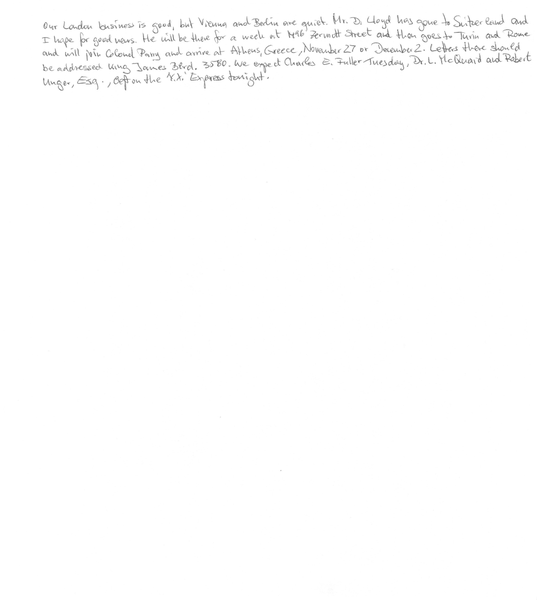 Our London business is good, but Vienna and Berlin are quiet. Mr. D. Lloyd has gone to Switzerland and
I hope for good news. He will be there for a week at 1496 Zermott Street and then goes to Turin and Rome
and will join Colonel Parry and arrive at Athens, Greece, November 27 or December 2. Letters there should
be addressed King James Blvd. 3580. We expect Charles E. Fuller Tuesday, Dr. L. McQuaid and Robert
Unger, Esq., left on the 'Y.X.' Express tonight.